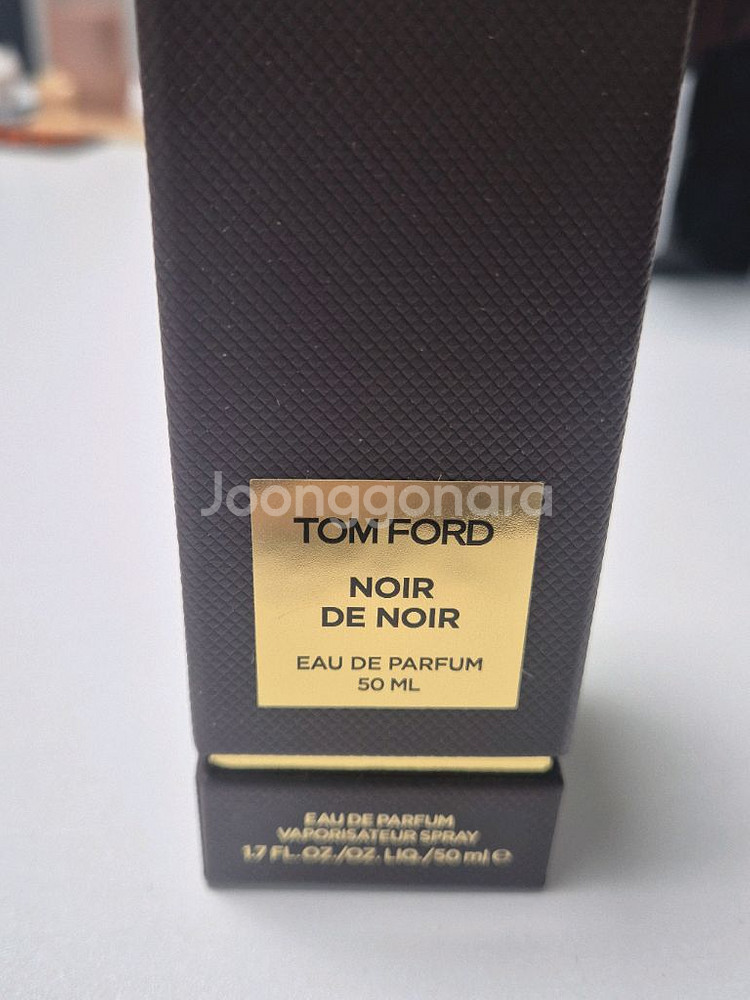 Joonggonara
TOM FORD
NOIR
DE NOIR
EAU DE PARFUM
50 ML
EAU DE PARFUM
VAPORISATEUR SPRAY
1.7 FL. OZ./OZ. LIQ./50 ml ℮